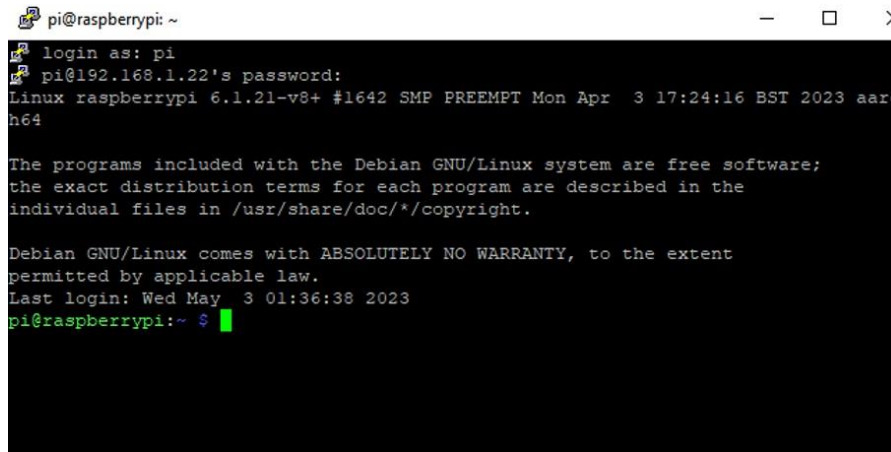 pi@raspberrypi: ~
login as: pi
pi@192.168.1.22's password:
Linux raspberrypi 6.1.21-v8+ #1642 SMP PREEMPT Mon Apr  3 17:24:16 BST 2023 aar
h64
The programs included with the Debian GNU/Linux system are free software;
the exact distribution terms for each program are described in the
individual files in /usr/share/doc/*/copyright.
Debian GNU/Linux comes with ABSOLUTELY NO WARRANTY, to the extent
permitted by applicable law.
Last login: Wed May  3 01:36:38 2023
pi@raspberrypi:~ $